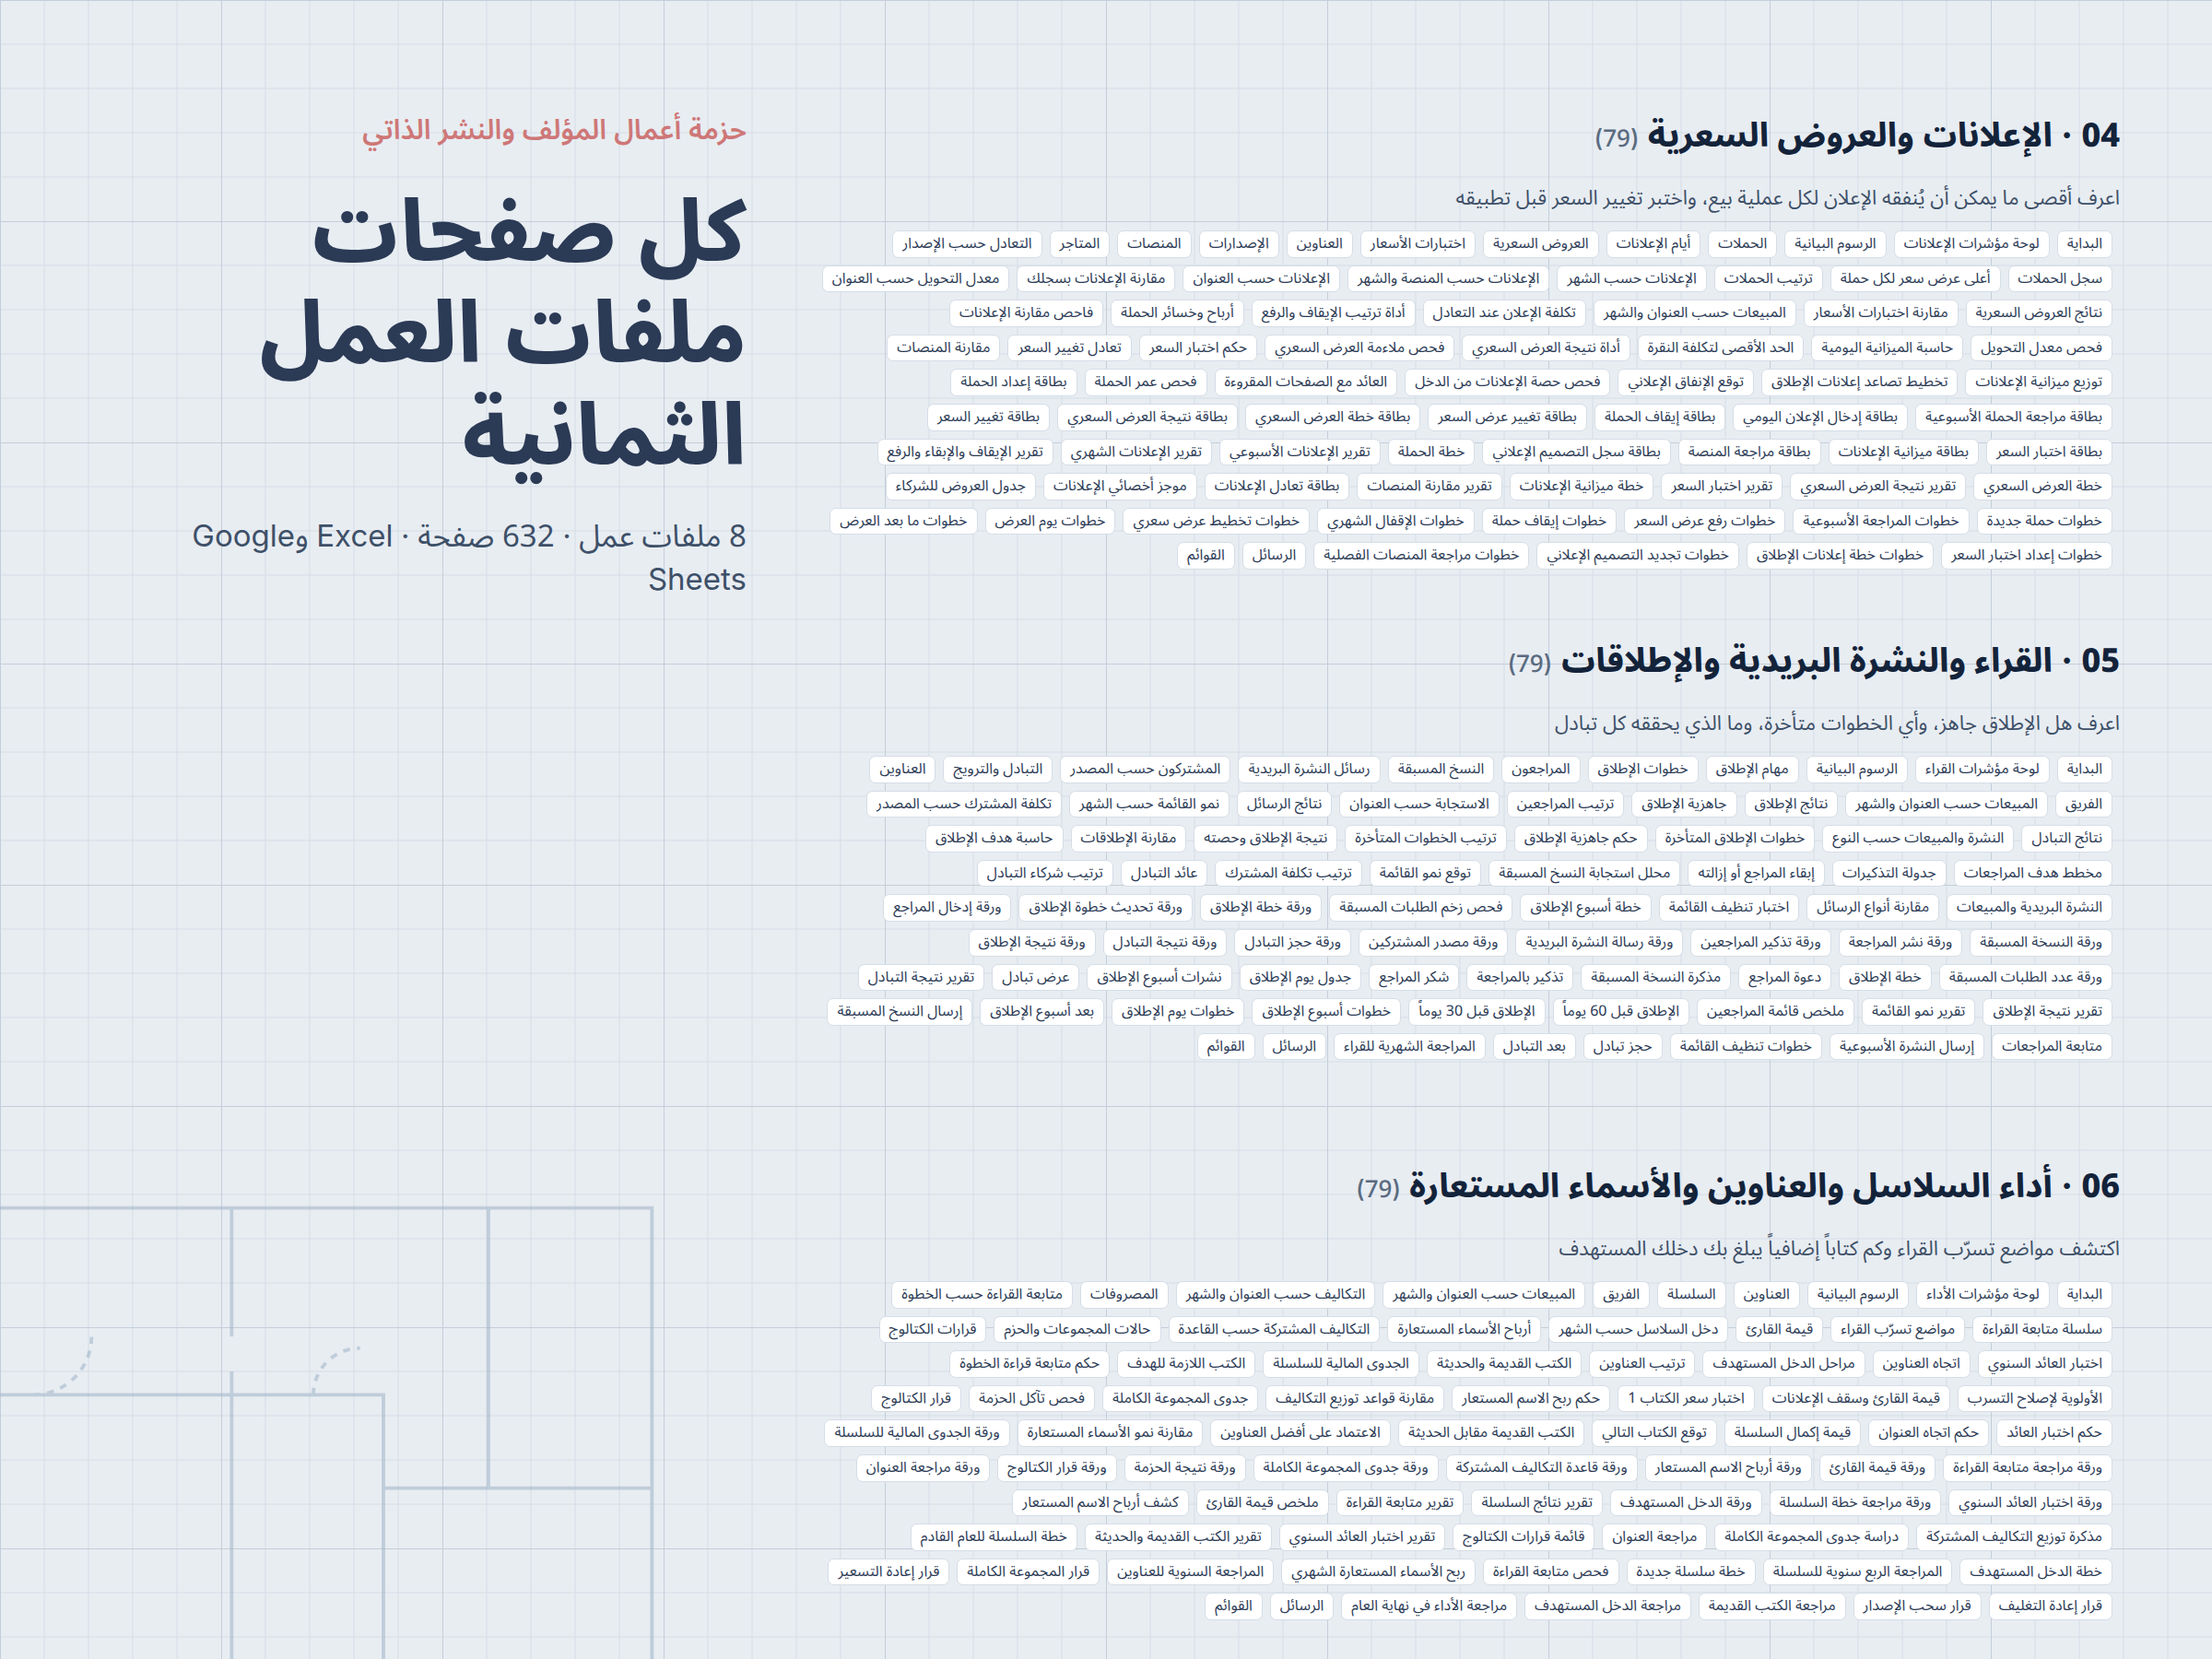 حزمة أعمال المؤلف والنشر الذاتي
كل صفحات
ملفات العمل
الثمانية
8 ملفات عمل · 632 صفحة · Excel وGoogle
Sheets
04 · الإعلانات والعروض السعرية (79)
اعرف أقصى ما يمكن أن يُنفقه الإعلان لكل عملية بيع، واختبر تغيير السعر قبل تطبيقه
البداية لوحة مؤشرات الإعلانات الرسوم البيانية أيام الإعلانات الحملات العروض السعرية اختبارات الأسعار العناوين الإصدارات المنصات المتاجر التعادل حسب الإصدار
سجل الحملات أعلى عرض سعر لكل حملة ترتيب الحملات الإعلانات حسب الشهر الإعلانات حسب المنصة والشهر الإعلانات حسب العنوان مقارنة الإعلانات بسجلك معدل التحويل حسب العنوان
نتائج العروض السعرية مقارنة اختبارات الأسعار المبيعات حسب العنوان والشهر تكلفة الإعلان عند التعادل أداة ترتيب الإيقاف والرفع أرباح وخسائر الحملة فاحص مقارنة الإعلانات
فحص معدل التحويل حاسبة الميزانية اليومية الحد الأقصى لتكلفة النقرة أداة نتيجة العرض السعري فحص ملاءمة العرض السعري حكم اختبار السعر تعادل تغيير السعر مقارنة المنصات
توزيع ميزانية الإعلانات تخطيط تصاعد إعلانات الإطلاق توقع الإنفاق الإعلاني فحص حصة الإعلانات من الدخل العائد مع الصفحات المقروءة فحص عمر الحملة بطاقة إعداد الحملة
بطاقة مراجعة الحملة الأسبوعية بطاقة إدخال الإعلان اليومي بطاقة إيقاف الحملة بطاقة تغيير عرض السعر بطاقة خطة العرض السعري بطاقة نتيجة العرض السعري بطاقة تغيير السعر
بطاقة اختبار السعر بطاقة ميزانية الإعلانات بطاقة مراجعة المنصة بطاقة سجل التصميم الإعلاني خطة الحملة تقرير الإعلانات الأسبوعي تقرير الإعلانات الشهري تقرير الإيقاف والإبقاء والرفع
خطة العرض السعري تقرير نتيجة العرض السعري تقرير اختبار السعر خطة ميزانية الإعلانات تقرير مقارنة المنصات بطاقة تعادل الإعلانات موجز أخصائي الإعلانات جدول العروض للشركاء
خطوات حملة جديدة خطوات المراجعة الأسبوعية خطوات رفع عرض السعر خطوات إيقاف حملة خطوات الإقفال الشهري خطوات تخطيط عرض سعري خطوات يوم العرض خطوات ما بعد العرض
خطوات إعداد اختبار السعر خطوات خطة إعلانات الإطلاق خطوات تجديد التصميم الإعلاني خطوات مراجعة المنصات الفصلية الرسائل القوائم
05 · القراء والنشرة البريدية والإطلاقات (79)
اعرف هل الإطلاق جاهز، وأي الخطوات متأخرة، وما الذي يحققه كل تبادل
البداية لوحة مؤشرات القراء الرسوم البيانية مهام الإطلاق خطوات الإطلاق المراجعون النسخ المسبقة رسائل النشرة البريدية المشتركون حسب المصدر التبادل والترويج العناوين
الفريق المبيعات حسب العنوان والشهر نتائج الإطلاق جاهزية الإطلاق ترتيب المراجعين الاستجابة حسب العنوان نتائج الرسائل نمو القائمة حسب الشهر تكلفة المشترك حسب المصدر
نتائج التبادل النشرة والمبيعات حسب النوع خطوات الإطلاق المتأخرة حكم جاهزية الإطلاق ترتيب الخطوات المتأخرة نتيجة الإطلاق وحصته مقارنة الإطلاقات حاسبة هدف الإطلاق
مخطط هدف المراجعات جدولة التذكيرات إبقاء المراجع أو إزالته محلل استجابة النسخ المسبقة توقع نمو القائمة ترتيب تكلفة المشترك عائد التبادل ترتيب شركاء التبادل
النشرة البريدية والمبيعات مقارنة أنواع الرسائل اختبار تنظيف القائمة خطة أسبوع الإطلاق فحص زخم الطلبات المسبقة ورقة خطة الإطلاق ورقة تحديث خطوة الإطلاق ورقة إدخال المراجع
ورقة النسخة المسبقة ورقة نشر المراجعة ورقة تذكير المراجعين ورقة رسالة النشرة البريدية ورقة مصدر المشتركين ورقة حجز التبادل ورقة نتيجة التبادل ورقة نتيجة الإطلاق
ورقة عدد الطلبات المسبقة خطة الإطلاق دعوة المراجع مذكرة النسخة المسبقة تذكير بالمراجعة شكر المراجع جدول يوم الإطلاق نشرات أسبوع الإطلاق عرض تبادل تقرير نتيجة التبادل
تقرير نتيجة الإطلاق تقرير نمو القائمة ملخص قائمة المراجعين الإطلاق قبل 60 يوماً الإطلاق قبل 30 يوماً خطوات أسبوع الإطلاق خطوات يوم الإطلاق بعد أسبوع الإطلاق إرسال النسخ المسبقة
متابعة المراجعات إرسال النشرة الأسبوعية خطوات تنظيف القائمة حجز تبادل بعد التبادل المراجعة الشهرية للقراء الرسائل القوائم
06 · أداء السلاسل والعناوين والأسماء المستعارة (79)
اكتشف مواضع تسرّب القراء وكم كتاباً إضافياً يبلغ بك دخلك المستهدف
البداية لوحة مؤشرات الأداء الرسوم البيانية العناوين السلسلة الفريق المبيعات حسب العنوان والشهر التكاليف حسب العنوان والشهر المصروفات متابعة القراءة حسب الخطوة
سلسلة متابعة القراءة مواضع تسرّب القراء قيمة القارئ دخل السلاسل حسب الشهر أرباح الأسماء المستعارة التكاليف المشتركة حسب القاعدة حالات المجموعات والحزم قرارات الكتالوج
اختبار العائد السنوي اتجاه العناوين مراحل الدخل المستهدف ترتيب العناوين الكتب القديمة والحديثة الجدوى المالية للسلسلة الكتب اللازمة للهدف حكم متابعة قراءة الخطوة
الأولوية لإصلاح التسرب قيمة القارئ وسقف الإعلانات اختبار سعر الكتاب 1 حكم ربح الاسم المستعار مقارنة قواعد توزيع التكاليف جدوى المجموعة الكاملة فحص تآكل الحزمة قرار الكتالوج
حكم اختبار العائد حكم اتجاه العنوان قيمة إكمال السلسلة توقع الكتاب التالي الكتب القديمة مقابل الحديثة الاعتماد على أفضل العناوين مقارنة نمو الأسماء المستعارة ورقة الجدوى المالية للسلسلة
ورقة مراجعة متابعة القراءة ورقة قيمة القارئ ورقة أرباح الاسم المستعار ورقة قاعدة التكاليف المشتركة ورقة جدوى المجموعة الكاملة ورقة نتيجة الحزمة ورقة قرار الكتالوج ورقة مراجعة العنوان
ورقة اختبار العائد السنوي ورقة مراجعة خطة السلسلة ورقة الدخل المستهدف تقرير نتائج السلسلة تقرير متابعة القراءة ملخص قيمة القارئ كشف أرباح الاسم المستعار
مذكرة توزيع التكاليف المشتركة دراسة جدوى المجموعة الكاملة مراجعة العنوان قائمة قرارات الكتالوج تقرير اختبار العائد السنوي تقرير الكتب القديمة والحديثة خطة السلسلة للعام القادم
خطة الدخل المستهدف المراجعة الربع سنوية للسلسلة خطة سلسلة جديدة فحص متابعة القراءة ربح الأسماء المستعارة الشهري المراجعة السنوية للعناوين قرار المجموعة الكاملة قرار إعادة التسعير
قرار إعادة التغليف قرار سحب الإصدار مراجعة الكتب القديمة مراجعة الدخل المستهدف مراجعة الأداء في نهاية العام الرسائل القوائم